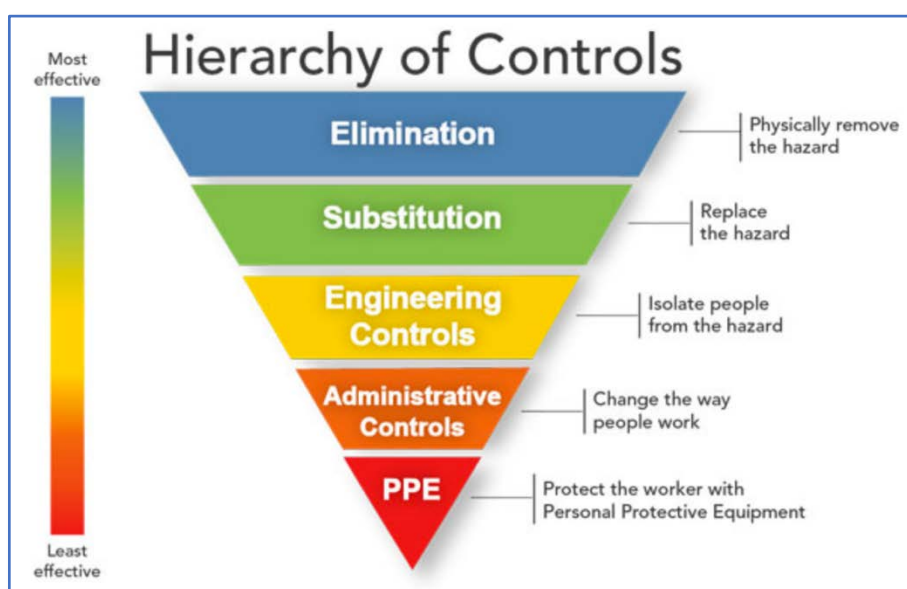 Hierarchy of Controls
Most
effective
Elimination
Physically remove
the hazard
Substitution
Replace
the hazard
Engineering
Controls
Isolate people
from the hazard
Administrative
Controls
Change the way
people work
PPE
Protect the worker with
Personal Protective Equipment
Least
effective